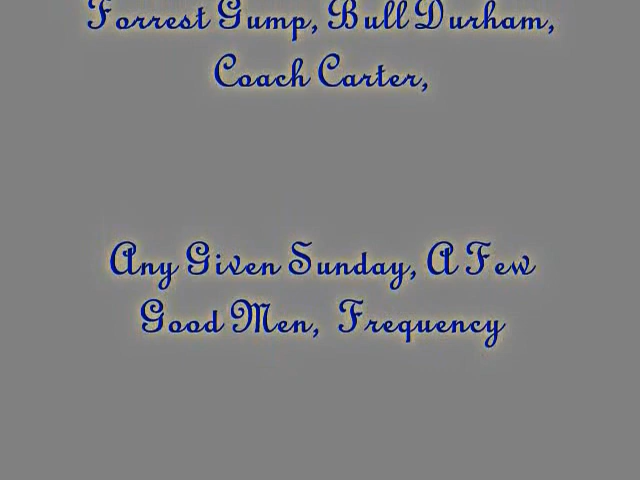 Forrest Gump, Bull Durham,
Coach Carter,
Any Given Sunday, A Few
Good Men, Frequency